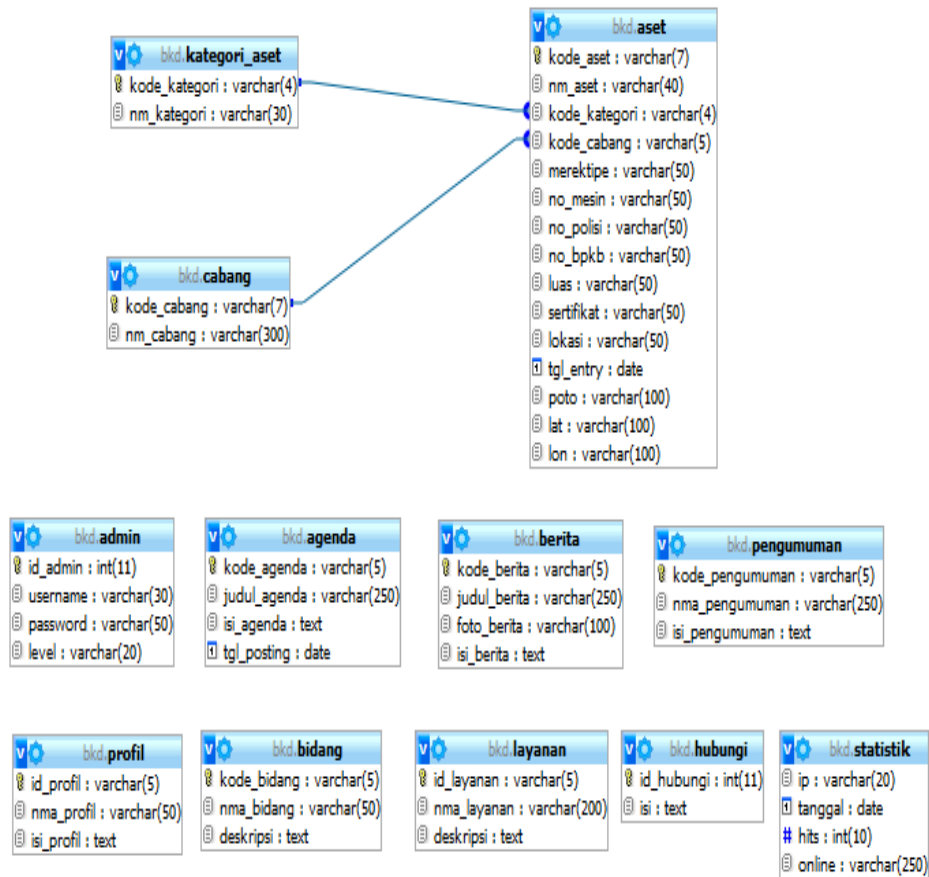 bkd.kategori_aset
kode_kategori : varchar(4)
nm_kategori : varchar(30)
bkd.aset
kode_aset : varchar(7)
nm_aset : varchar(40)
kode_kategori : varchar(4)
kode_cabang : varchar(5)
merektipe : varchar(50)
no_mesin : varchar(50)
no_polisi : varchar(50)
no_bpkb : varchar(50)
luas : varchar(50)
sertifikat : varchar(50)
lokasi : varchar(50)
tgl_entry : date
poto : varchar(100)
lat : varchar(100)
lon : varchar(100)
bkd.cabang
kode_cabang : varchar(7)
nm_cabang : varchar(300)
bkd.admin
id_admin : int(11)
username : varchar(30)
password : varchar(50)
level : varchar(20)
bkd.agenda
kode_agenda : varchar(5)
judul_agenda : varchar(250)
isi_agenda : text
tgl_posting : date
bkd.berita
kode_berita : varchar(5)
judul_berita : varchar(250)
foto_berita : varchar(100)
isi_berita : text
bkd.pengumuman
kode_pengumuman : varchar(5)
nma_pengumuman : varchar(250)
isi_pengumuman : text
bkd.profil
id_profil : varchar(5)
nma_profil : varchar(50)
isi_profil : text
bkd.bidang
kode_bidang : varchar(5)
nma_bidang : varchar(50)
deskripsi : text
bkd.layanan
id_layanan : varchar(5)
nma_layanan : varchar(200)
deskripsi : text
bkd.hubungi
id_hubungi : int(11)
isi : text
bkd.statistik
ip : varchar(20)
tanggal : date
# hits : int(10)
online : varchar(250)